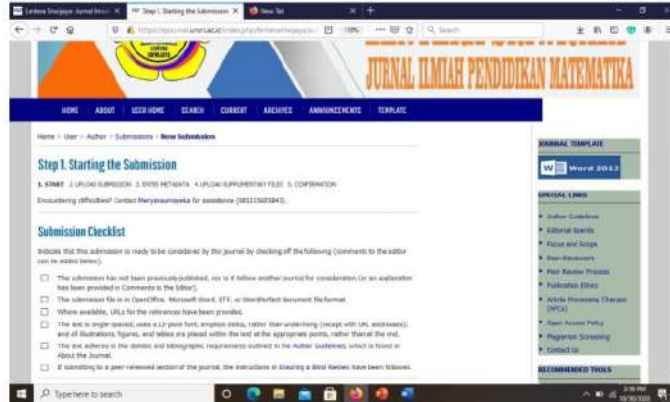 Lentera Sriwijaya: Jurnal Ilmiah
Step 1. Starting the Submission
New Tab
Search
JURNAL ILMIAH PENDIDIKAN MATEMATIKA
HOME ABOUT USER HOME SEARCH CURRENT ARCHIVES ANNOUNCEMENTS TEMPLATE
Home > User > Author > Submissions > New Submission
Step 1. Starting the Submission
1. START 2. UPLOAD SUBMISSION 3. ENTER METADATA 4. UPLOAD SUPPLEMENTARY FILES 5. CONFIRMATION
Encountering difficulties? Contact Meryansumayeka for assistance (085215605843).
Submission Checklist
Indicate that this submission is ready to be considered by this journal by checking off the following (comments to the editor
can be added below).
The submission has not been previously published, nor is it before another journal for consideration (or an explanation
has been provided in Comments to the Editor).
The submission file is in OpenOffice, Microsoft Word, RTF, or WordPerfect document file format.
Where available, URLs for the references have been provided.
The text is single-spaced; uses a 12-point font; employs italics, rather than underlining (except with URL addresses);
and all illustrations, figures, and tables are placed within the text at the appropriate points, rather than at the end.
The text adheres to the stylistic and bibliographic requirements outlined in the Author Guidelines, which is found in
About the Journal.
If submitting to a peer-reviewed section of the journal, the instructions in Ensuring a Blind Review have been followed.
JOURNAL TEMPLATE
Word 2013
SPECIAL LINKS
Author Guidelines
Editorial Boards
Focus and Scope
Peer-Reviewers
Peer Review Process
Publication Ethics
Article Processing Charges
(APCs)
Open Access Policy
Plagiarism Screening
Contact Us
RECOMMENDED TOOLS
Type here to search
10/30/2020